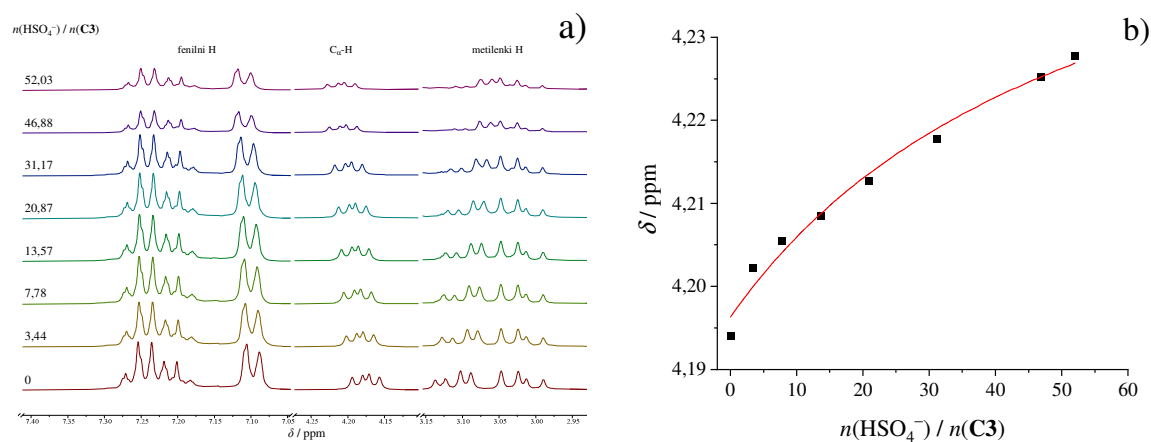 a)
n(HSO₄⁻) / n(C3)
fenilni H
Cα-H
metilenki H
52,03
46,88
31,17
20,87
13,57
7,78
3,44
0
7.40 7.35 7.30 7.25 7.20 7.15 7.10 7.05 4.25 4.20 4.15 4.10 3.15 3.10 3.05 3.00 2.95
δ / ppm
b)
4,23
4,22
4,21
4,20
4,19
δ / ppm
0 10 20 30 40 50 60
n(HSO₄⁻) / n(C3)